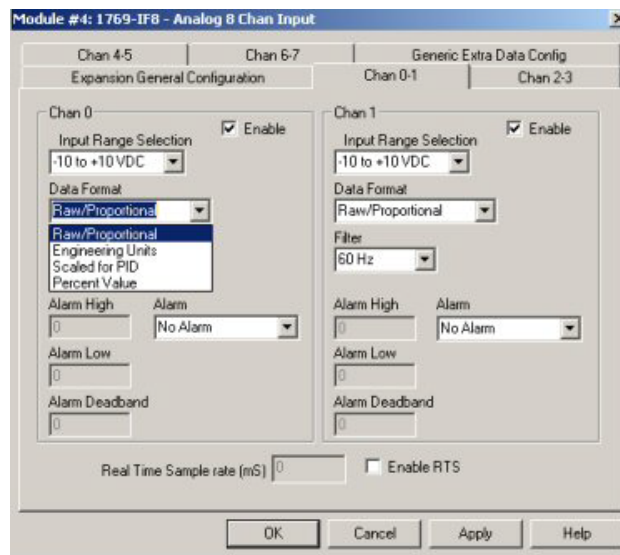 Module #4: 1769-IF8 - Analog 8 Chan Input
Chan 4-5 Chan 6-7 Generic Extra Data Config
Expansion General Configuration Chan 0-1 Chan 2-3
Chan 0
Enable
Input Range Selection
-10 to +10 VDC
Data Format
Raw/Proportional
Raw/Proportional
Engineering Units
Scaled for PID
Percent Value
Alarm High Alarm
0 No Alarm
Alarm Low
0
Alarm Deadband
0
Chan 1
Enable
Input Range Selection
-10 to +10 VDC
Data Format
Raw/Proportional
Filter
60 Hz
Alarm High Alarm
0 No Alarm
Alarm Low
0
Alarm Deadband
0
Real Time Sample rate (mS) 0 Enable RTS
OK Cancel Apply Help